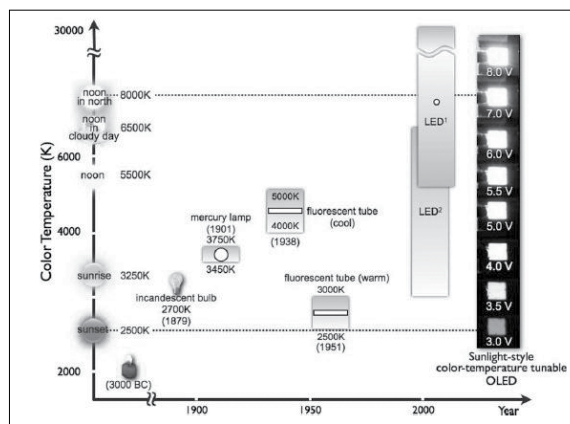 30000
8.0 V
noon
in north
8000K
7.0 V
noon
in
cloudy day
6500K
LED¹
6.0 V
6000
noon
5500K
5.5 V
Color Temperature (K)
5000K
mercury lamp
(1901)
3750K
fluorescent tube
(cool)
LED²
5.0 V
4000
4000K
(1938)
3450K
4.0 V
sunrise
3250K
fluorescent tube (warm)
3000K
incandescent bulb
2700K
(1879)
3.5 V
sunset
2500K
2500K
(1951)
3.0 V
Sunlight-style
color-temperature tunable
OLED
2000
(3000 BC)
1900
1950
2000
Year